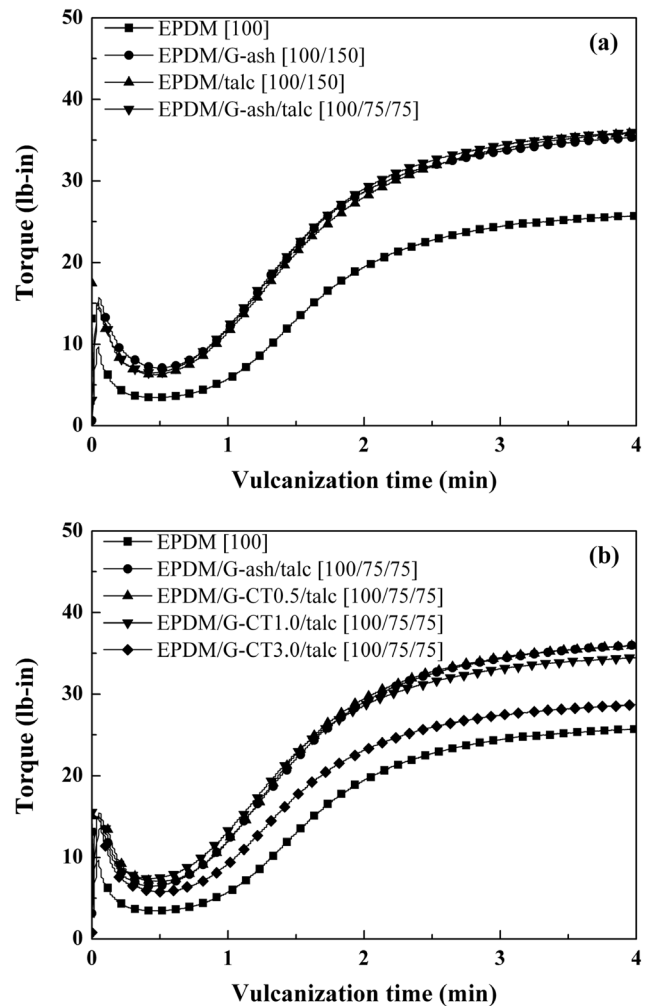 50
EPDM [100]
(a)
EPDM/G-ash [100/150]
EPDM/talc [100/150]
40
EPDM/G-ash/talc [100/75/75]
30
20
10
0
0 1 2 3 4
Torque (lb-in)
Vulcanization time (min)
50
EPDM [100]
(b)
EPDM/G-ash/talc [100/75/75]
EPDM/G-CT0.5/talc [100/75/75]
40
EPDM/G-CT1.0/talc [100/75/75]
EPDM/G-CT3.0/talc [100/75/75]
30
20
10
0
0 1 2 3 4
Torque (lb-in)
Vulcanization time (min)